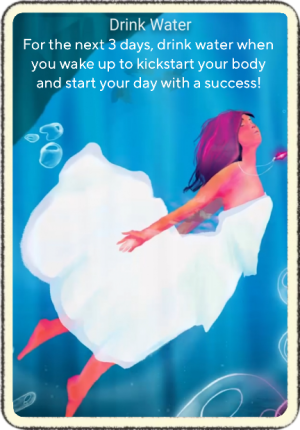 Drink Water
For the next 3 days, drink water when
you wake up to kickstart your body
and start your day with a success!